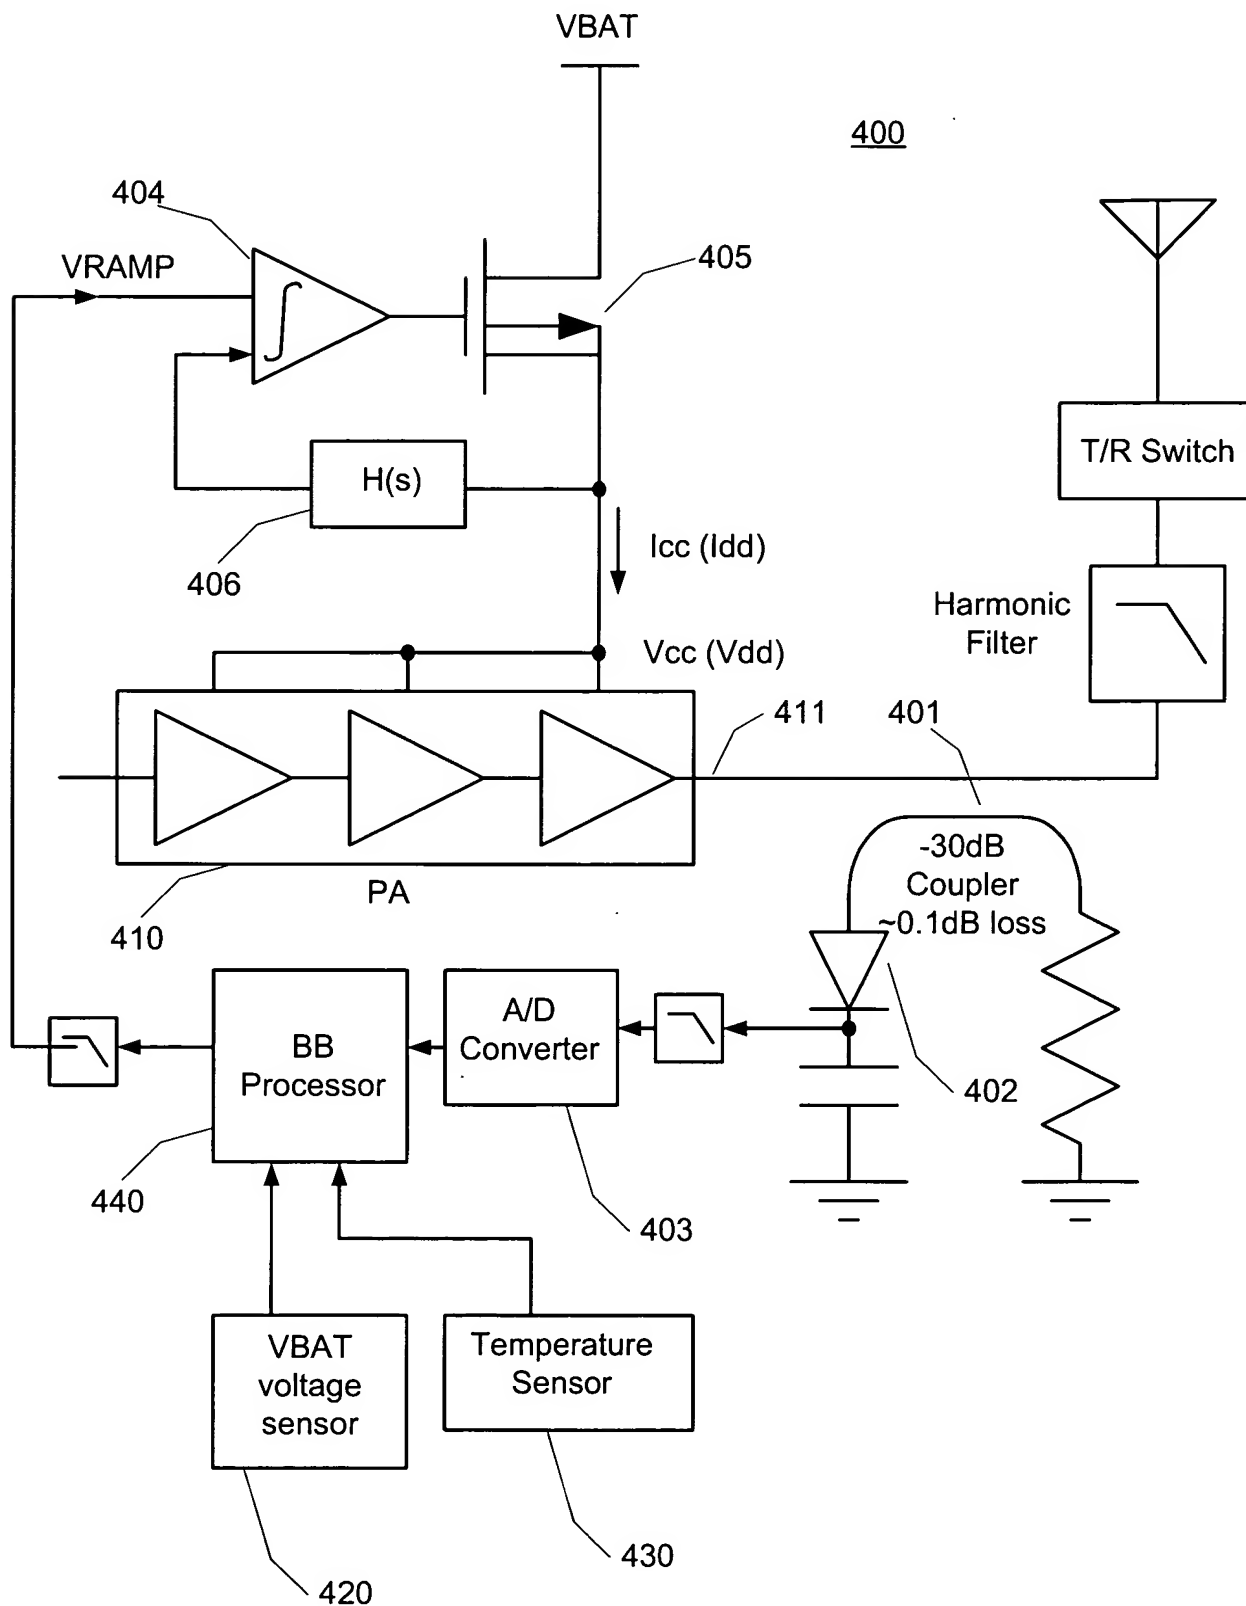 VBAT
400
404
VRAMP
405
T/R Switch
H(s)
406
Icc (Idd)
Harmonic
Filter
Vcc (Vdd)
411
401
-30dB
Coupler
~0.1dB loss
PA
410
A/D
Converter
BB
Processor
402
440
403
VBAT
voltage
sensor
Temperature
Sensor
430
420